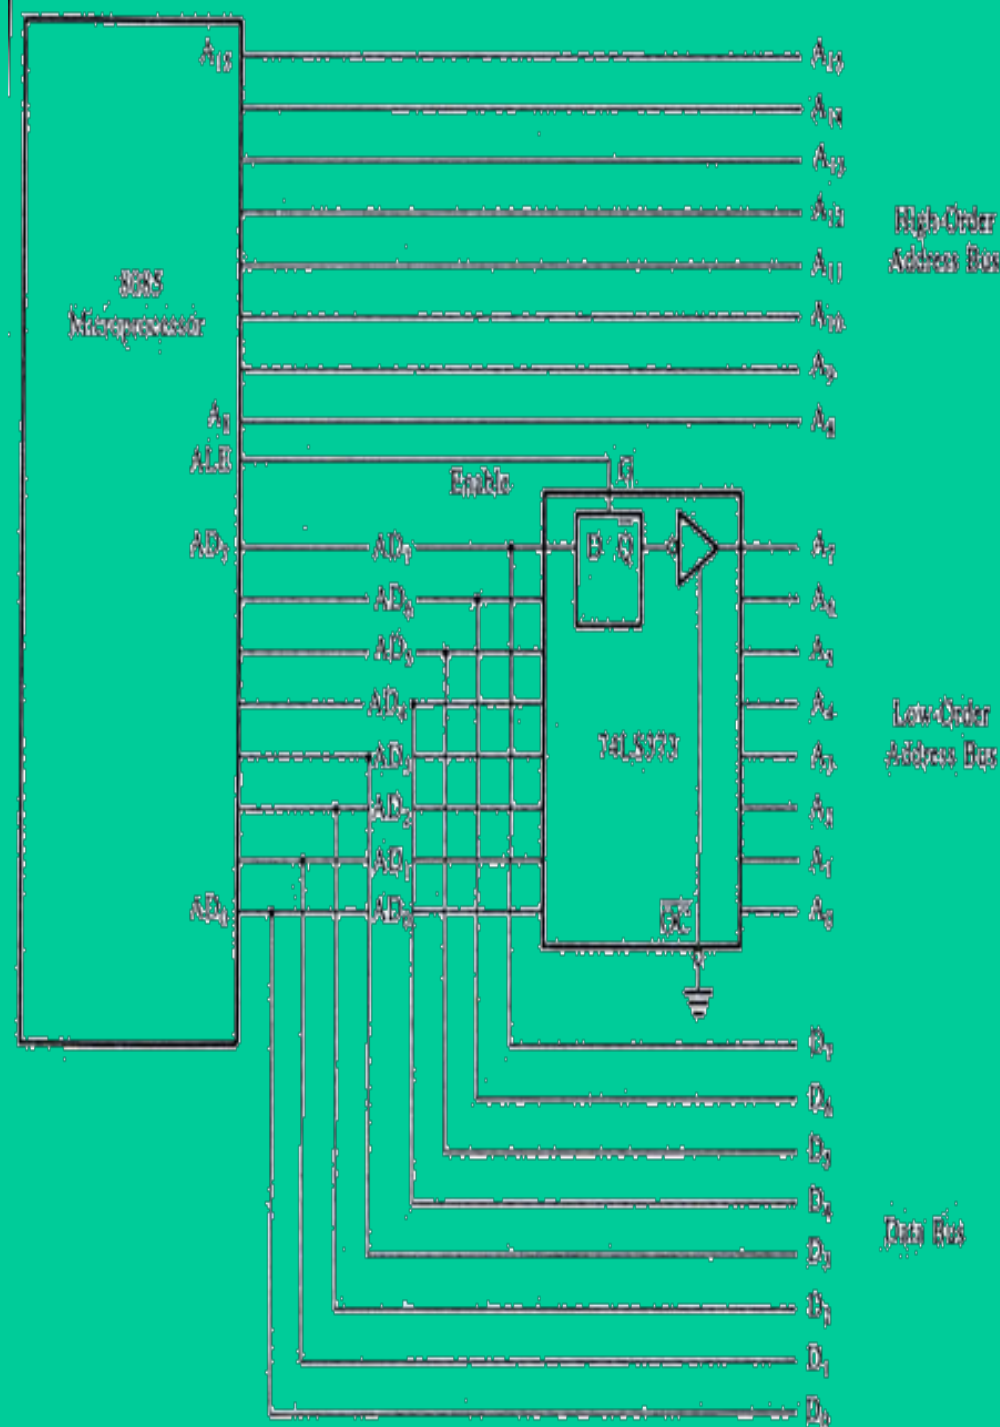 A15
A15
A14
A13
A12
High-Order
Address Bus
A11
8085
Microprocessor
A10
A9
A8
A8
ALE
Enable
G
AD7
AD7
D Q
A7
AD6
A6
AD5
A5
AD4
A4
Low-Order
Address Bus
74LS373
AD3
A3
AD2
A2
AD1
A1
AD0
AD0
OC
A0
D7
D6
D5
D4
Data Bus
D3
D2
D1
D0